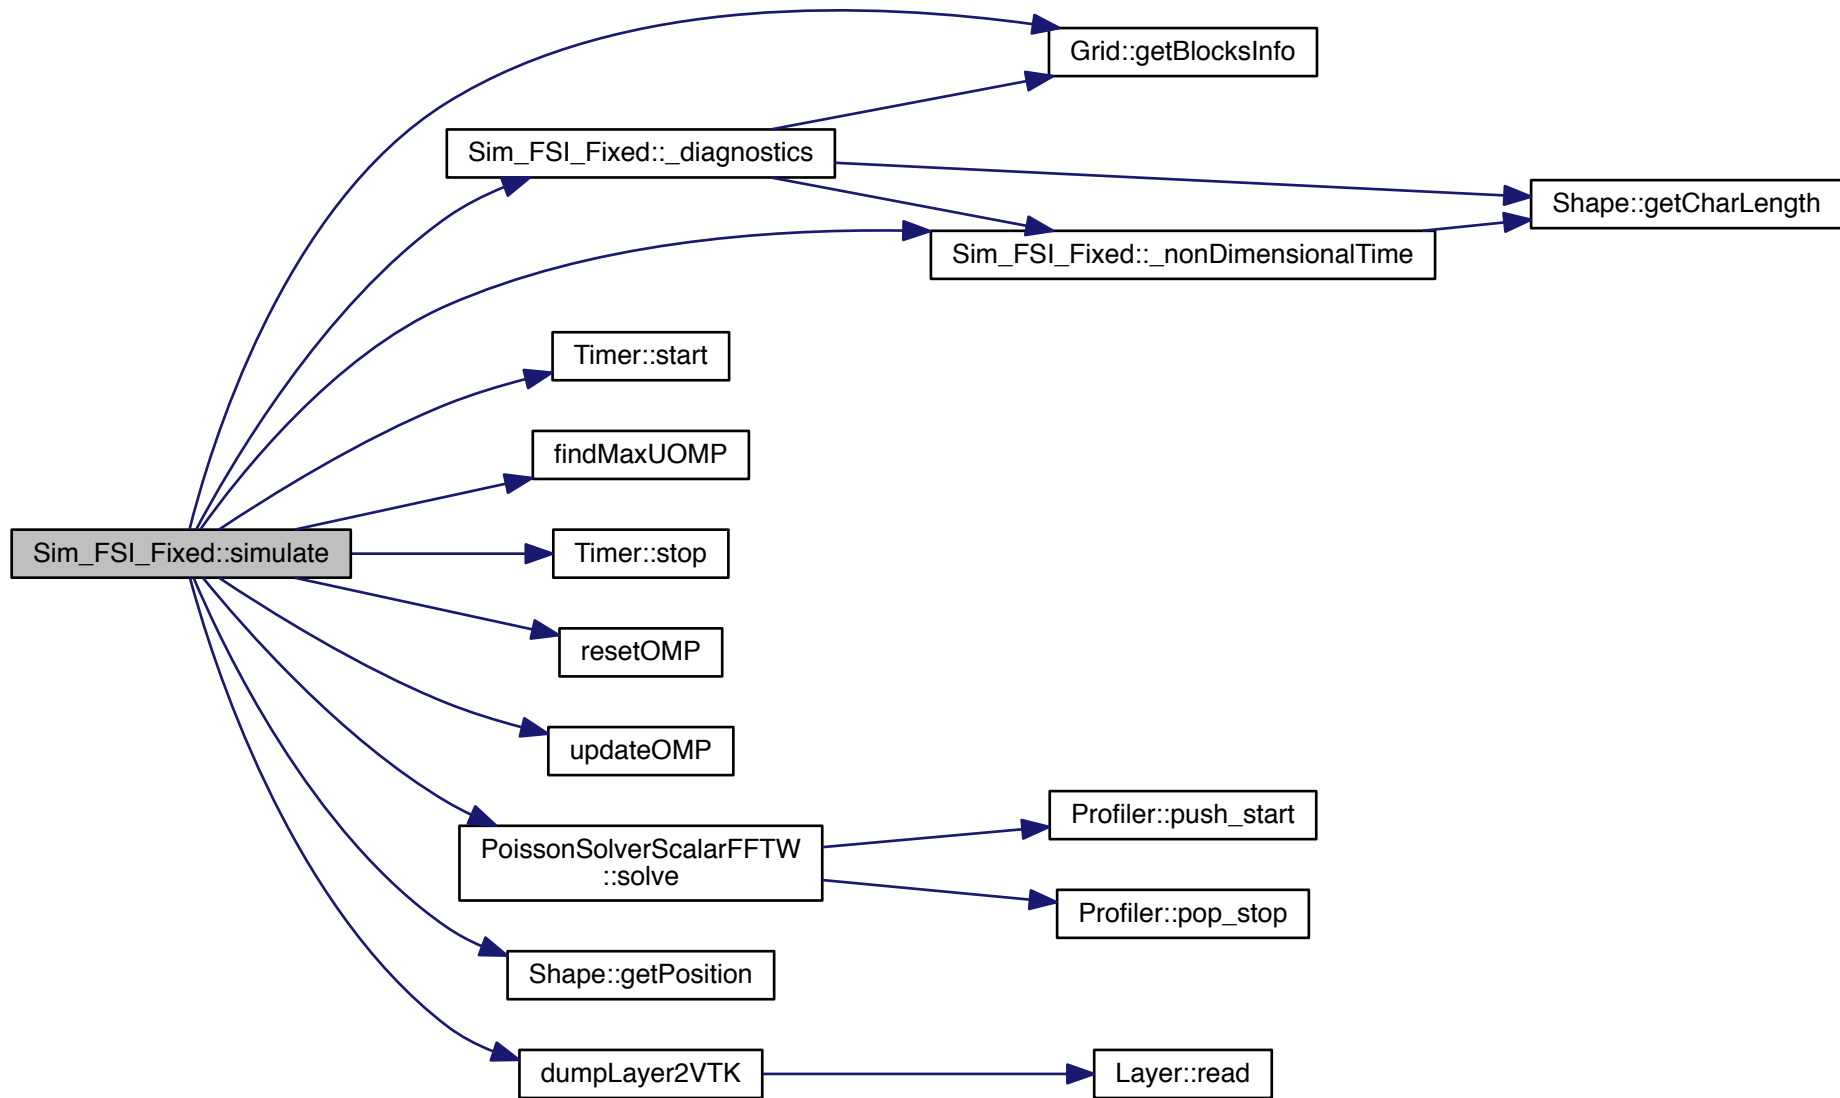 Grid::getBlocksInfo
Sim_FSI_Fixed::_diagnostics
Shape::getCharLength
Sim_FSI_Fixed::_nonDimensionalTime
Timer::start
findMaxUOMP
Sim_FSI_Fixed::simulate
Timer::stop
resetOMP
updateOMP
Profiler::push_start
PoissonSolverScalarFFTW
::solve
Profiler::pop_stop
Shape::getPosition
dumpLayer2VTK
Layer::read